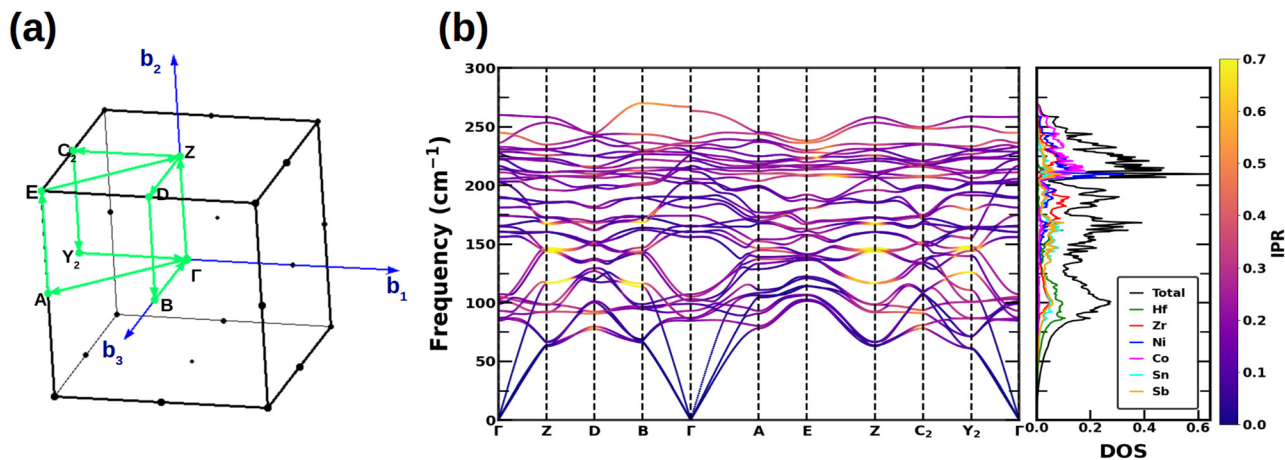 (a)
b2
C2
Z
E
D
Y2
Γ
A
B
b1
b3
(b)
Frequency (cm−1)
300
250
200
150
100
50
0
Γ Z D B Γ A E Z C2 Y2 Γ
Total
Hf
Zr
Ni
Co
Sn
Sb
0.0 0.2 0.4 0.6
DOS
0.7
0.6
0.5
0.4
0.3
0.2
0.1
0.0
IPR